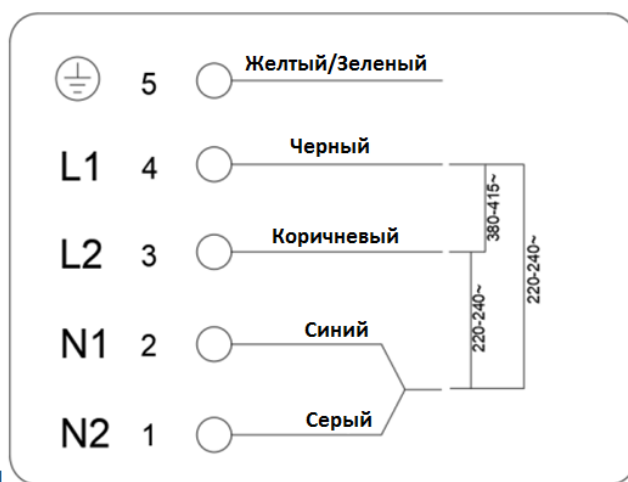 5 Желтый/Зеленый
L1 4 Черный
L2 3 Коричневый
N1 2 Синий
N2 1 Серый
380-415~
220-240~
220-240~